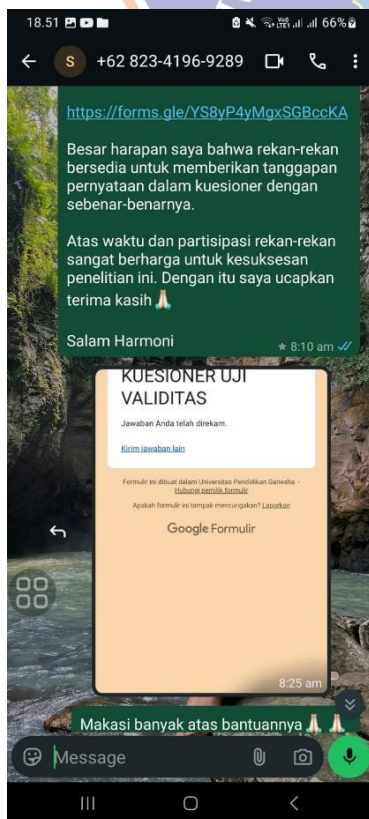 18.51
66%
S +62 823-4196-9289
https://forms.gle/YS8yP4yMgxSGBccKA
Besar harapan saya bahwa rekan-rekan
bersedia untuk memberikan tanggapan
pernyataan dalam kuesioner dengan
sebenar-benarnya.
Atas waktu dan partisipasi rekan-rekan
sangat berharga untuk kesuksesan
penelitian ini. Dengan itu saya ucapkan
terima kasih🙏🏻
Salam Harmoni
8:10 am
KUESIONER UJI
VALIDITAS
Jawaban Anda telah direkam.
Kirim jawaban lain
Formulir ini dibuat dalam Universitas Pendidikan Ganesha. -
Hubungi pemilik formulir
Apakah formulir ini tampak mencurigakan? Laporkan
Google Formulir
8:25 am
Makasi banyak atas bantuannya🙏🏻🙏🏻
Message